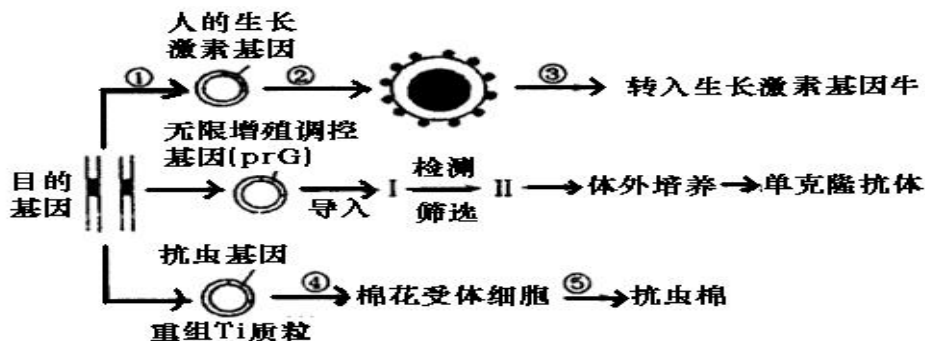 人的生长
激素基因
① ② ③ 转入生长激素基因牛
无限增殖调控
基因(prG)
目的
基因
导入 I 检测
筛选 II 体外培养 单克隆抗体
抗虫基因
④ 棉花受体细胞 ⑤ 抗虫棉
重组Ti质粒